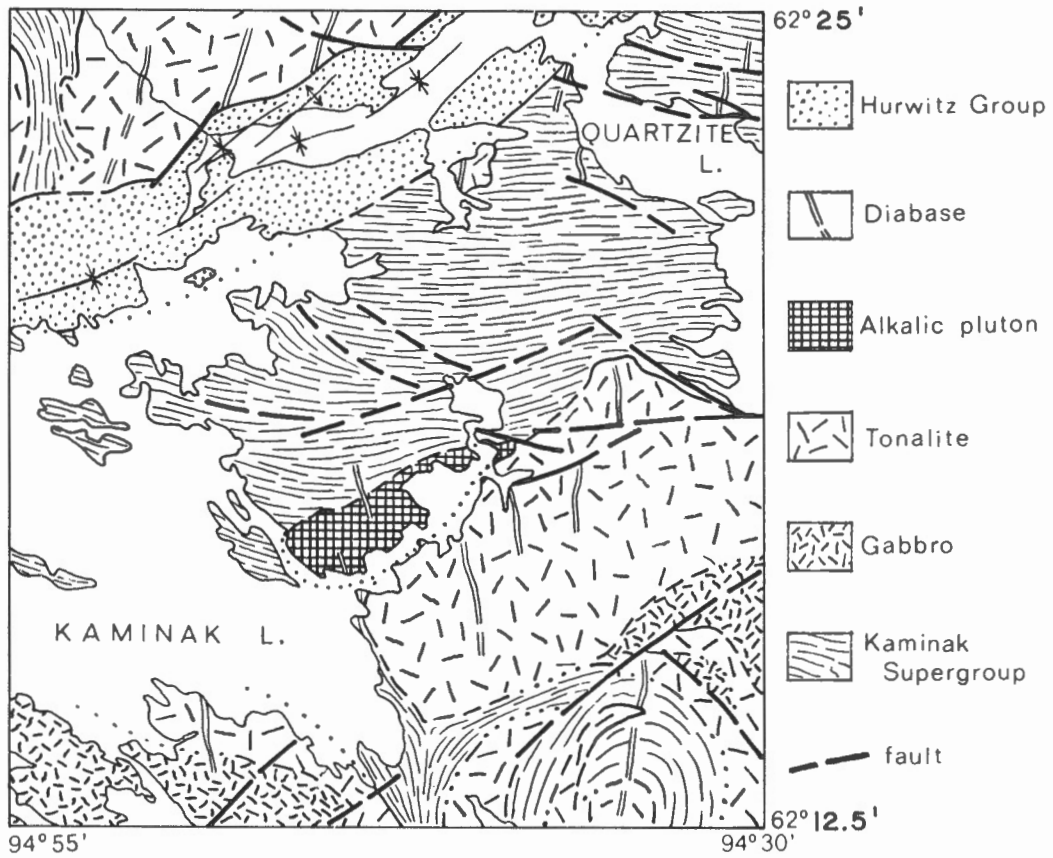 62° 25'
Hurwitz Group
QUARTZITE
L.
Diabase
Alkalic pluton
Tonalite
Gabbro
KAMINAK L.
Kaminak
Supergroup
fault
62° 12.5'
94° 55'
94° 30'